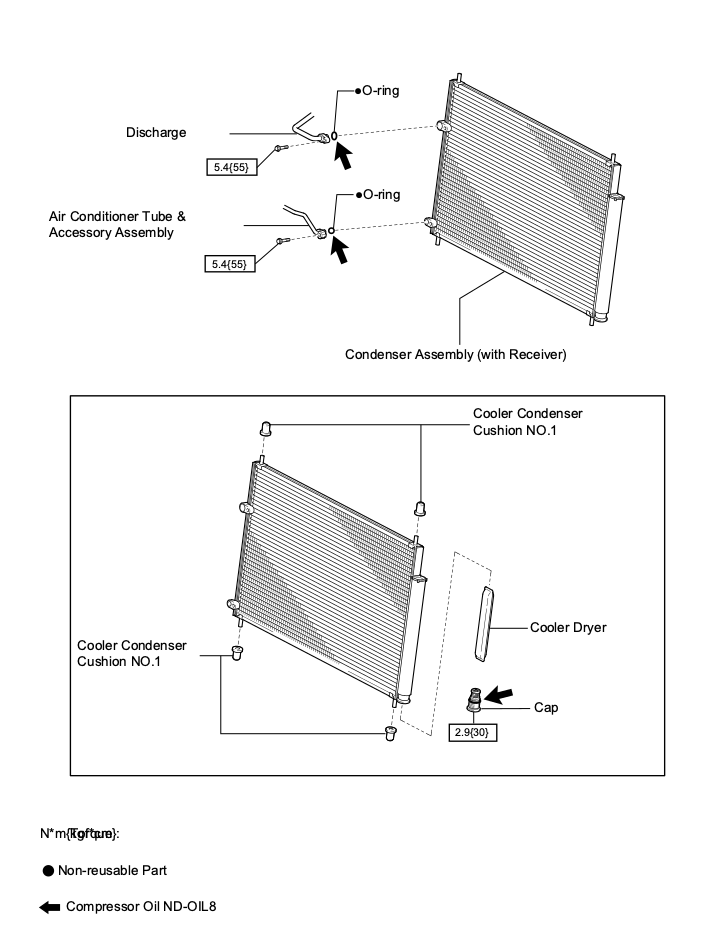 ●O-ring
Discharge
5.4{55}
●O-ring
Air Conditioner Tube &
Accessory Assembly
5.4{55}
Condenser Assembly (with Receiver)
Cooler Condenser
Cushion NO.1
Cooler Dryer
Cooler Condenser
Cushion NO.1
Cap
2.9{30}
N*m
● Non-reusable Part
Compressor Oil ND-OIL8